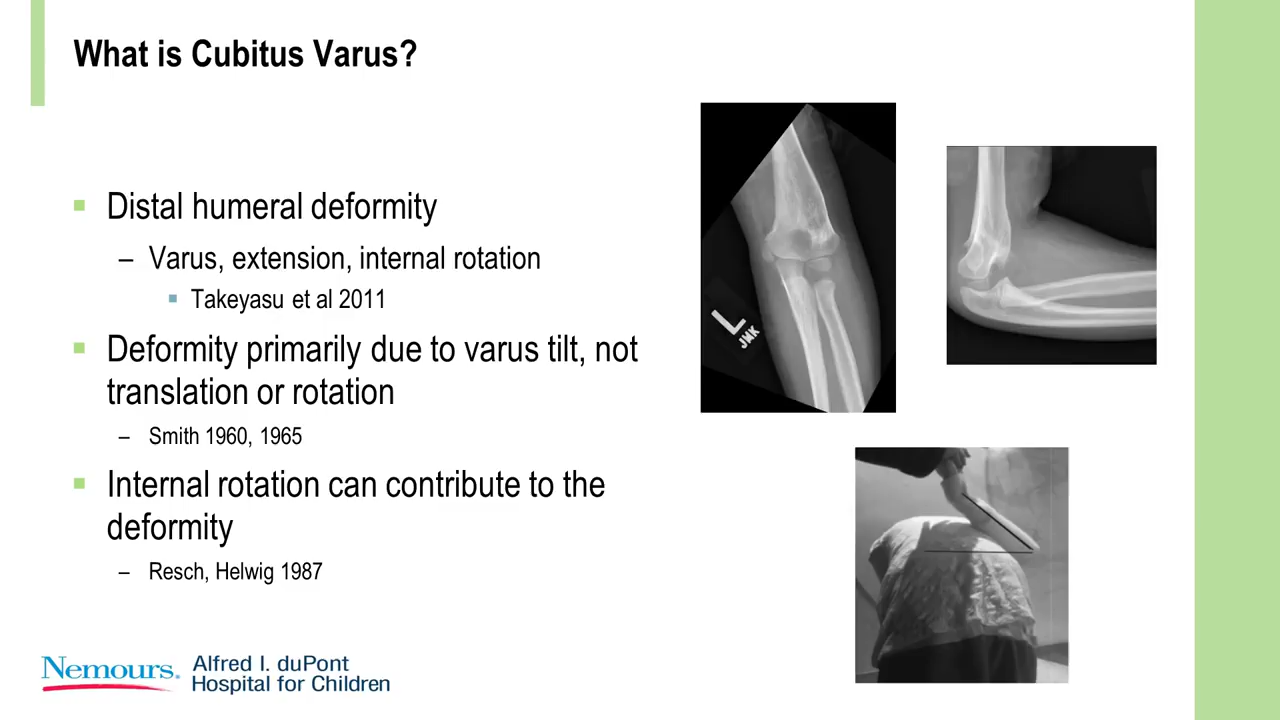 What is Cubitus Varus?
▪ Distal humeral deformity
– Varus, extension, internal rotation
▪ Takeyasu et al 2011
▪ Deformity primarily due to varus tilt, not
translation or rotation
– Smith 1960, 1965
▪ Internal rotation can contribute to the
deformity
– Resch, Helwig 1987
L
JMK
Nemours. Alfred I. duPont
Hospital for Children